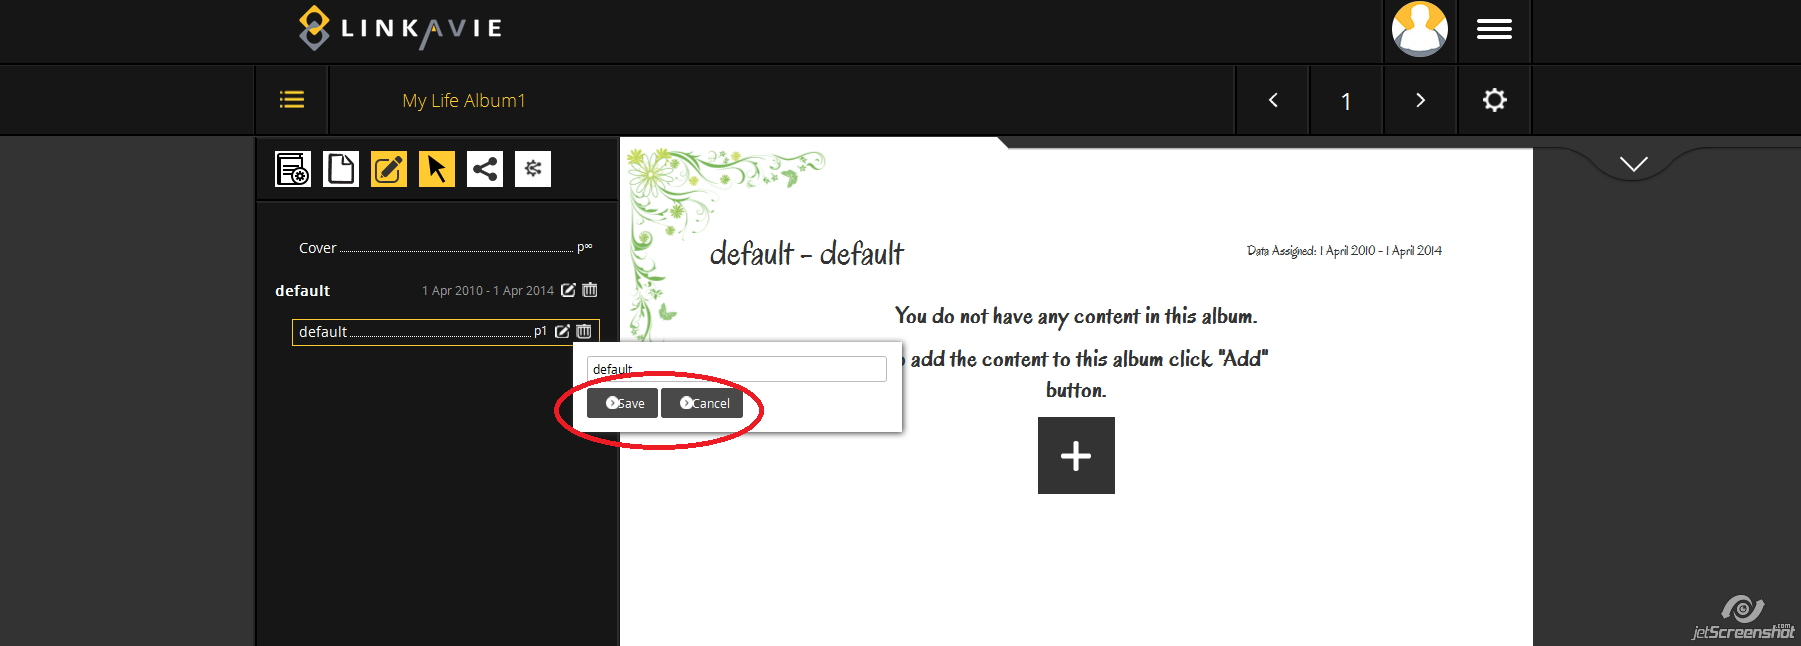 LINKAVIE
My Life Album1
1
Cover p∞
default 1 Apr 2010 - 1 Apr 2014
default p1
default - default
Data Assigned: 1 April 2010 - 1 April 2014
You do not have any content in this album.
add the content to this album click "Add"
button.
default
Save Cancel
jetScreenshot.com